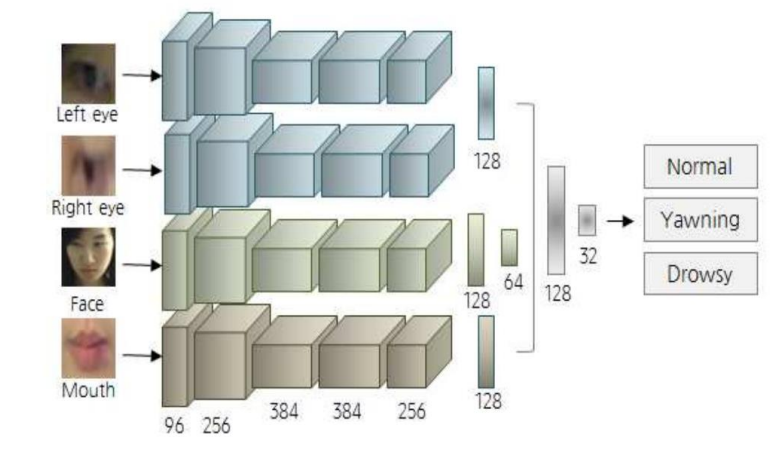 Left eye
Right eye
Face
Mouth
96 256 384 384 256
128
128
64
128
128
32
Normal
Yawning
Drowsy